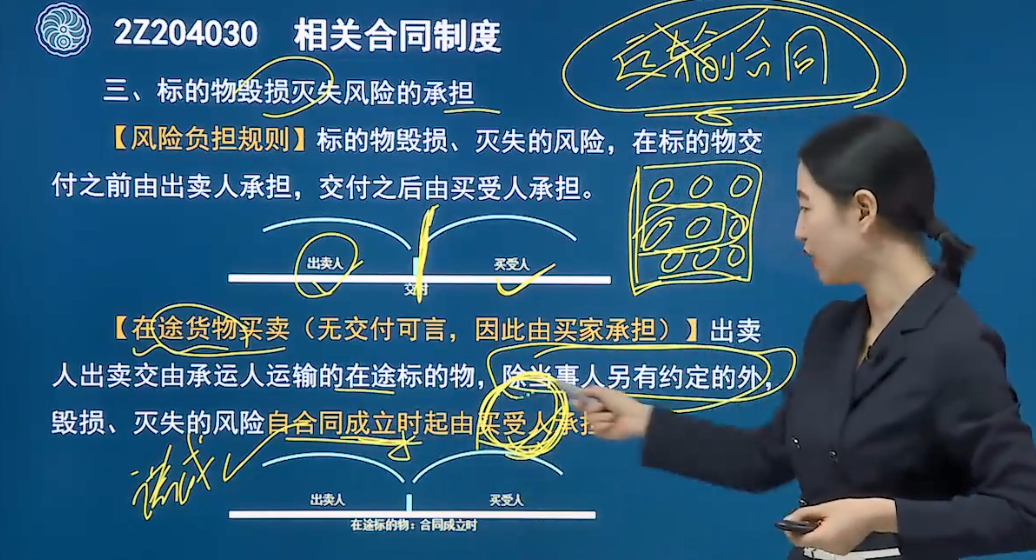 2Z204030 相关合同制度
运输合同
三、标的物毁损灭失风险的承担
【风险负担规则】标的物毁损、灭失的风险，在标的物交
付之前由出卖人承担，交付之后由买受人承担。
出卖人 买受人
交付
【在途货物买卖（无交付可言，因此由买家承担）】出卖
人出卖交由承运人运输的在途标的物，除当事人另有约定的外，
毁损、灭失的风险自合同成立时起由买受人承担
出卖人 买受人
在途标的物：合同成立时